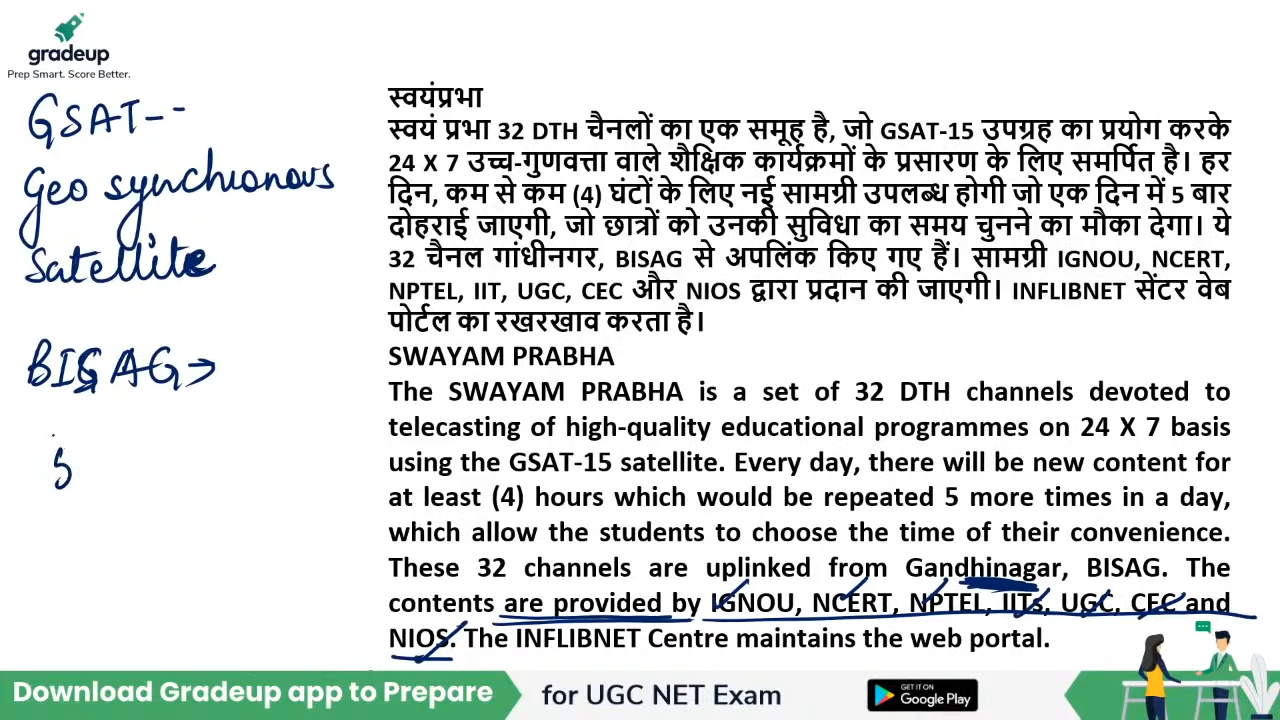 gradeup
Prep Smart. Score Better.
GSAT--
Geo synchronous
Satellite
BISAG→
S
स्वयंप्रभा
स्वयं प्रभा 32 DTH चैनलों का एक समूह है, जो GSAT-15 उपग्रह का प्रयोग करके
24 X 7 उच्च-गुणवत्ता वाले शैक्षिक कार्यक्रमों के प्रसारण के लिए समर्पित है। हर
दिन, कम से कम (4) घंटों के लिए नई सामग्री उपलब्ध होगी जो एक दिन में 5 बार
दोहराई जाएगी, जो छात्रों को उनकी सुविधा का समय चुनने का मौका देगा। ये
32 चैनल गांधीनगर, BISAG से अपलिंक किए गए हैं। सामग्री IGNOU, NCERT,
NPTEL, IIT, UGC, CEC और NIOS द्वारा प्रदान की जाएगी। INFLIBNET सेंटर वेब
पोर्टल का रखरखाव करता है।
SWAYAM PRABHA
The SWAYAM PRABHA is a set of 32 DTH channels devoted to
telecasting of high-quality educational programmes on 24 X 7 basis
using the GSAT-15 satellite. Every day, there will be new content for
at least (4) hours which would be repeated 5 more times in a day,
which allow the students to choose the time of their convenience.
These 32 channels are uplinked from Gandhinagar, BISAG. The
contents are provided by IGNOU, NCERT, NPTEL, IITs, UGC, CEC and
NIOS. The INFLIBNET Centre maintains the web portal.
Download Gradeup app to Prepare
for UGC NET Exam
GET IT ON
Google Play